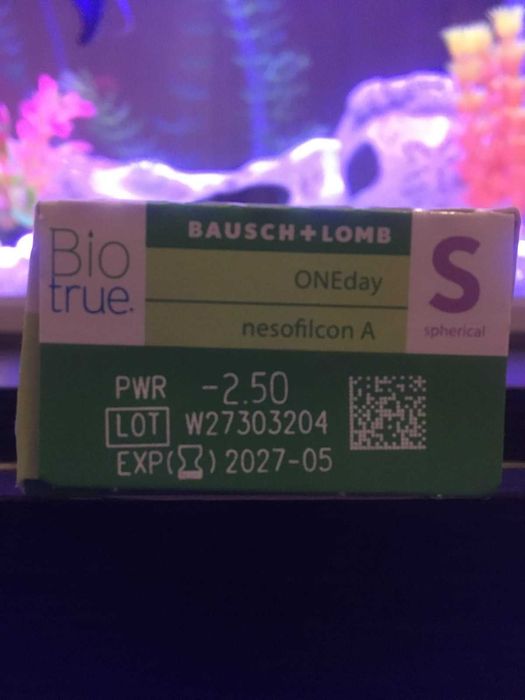 Bio
true.
BAUSCH+LOMB
ONEday
nesofilcon A
S
spherical
PWR -2.50
LOT W27303204
EXP(⌛) 2027-05